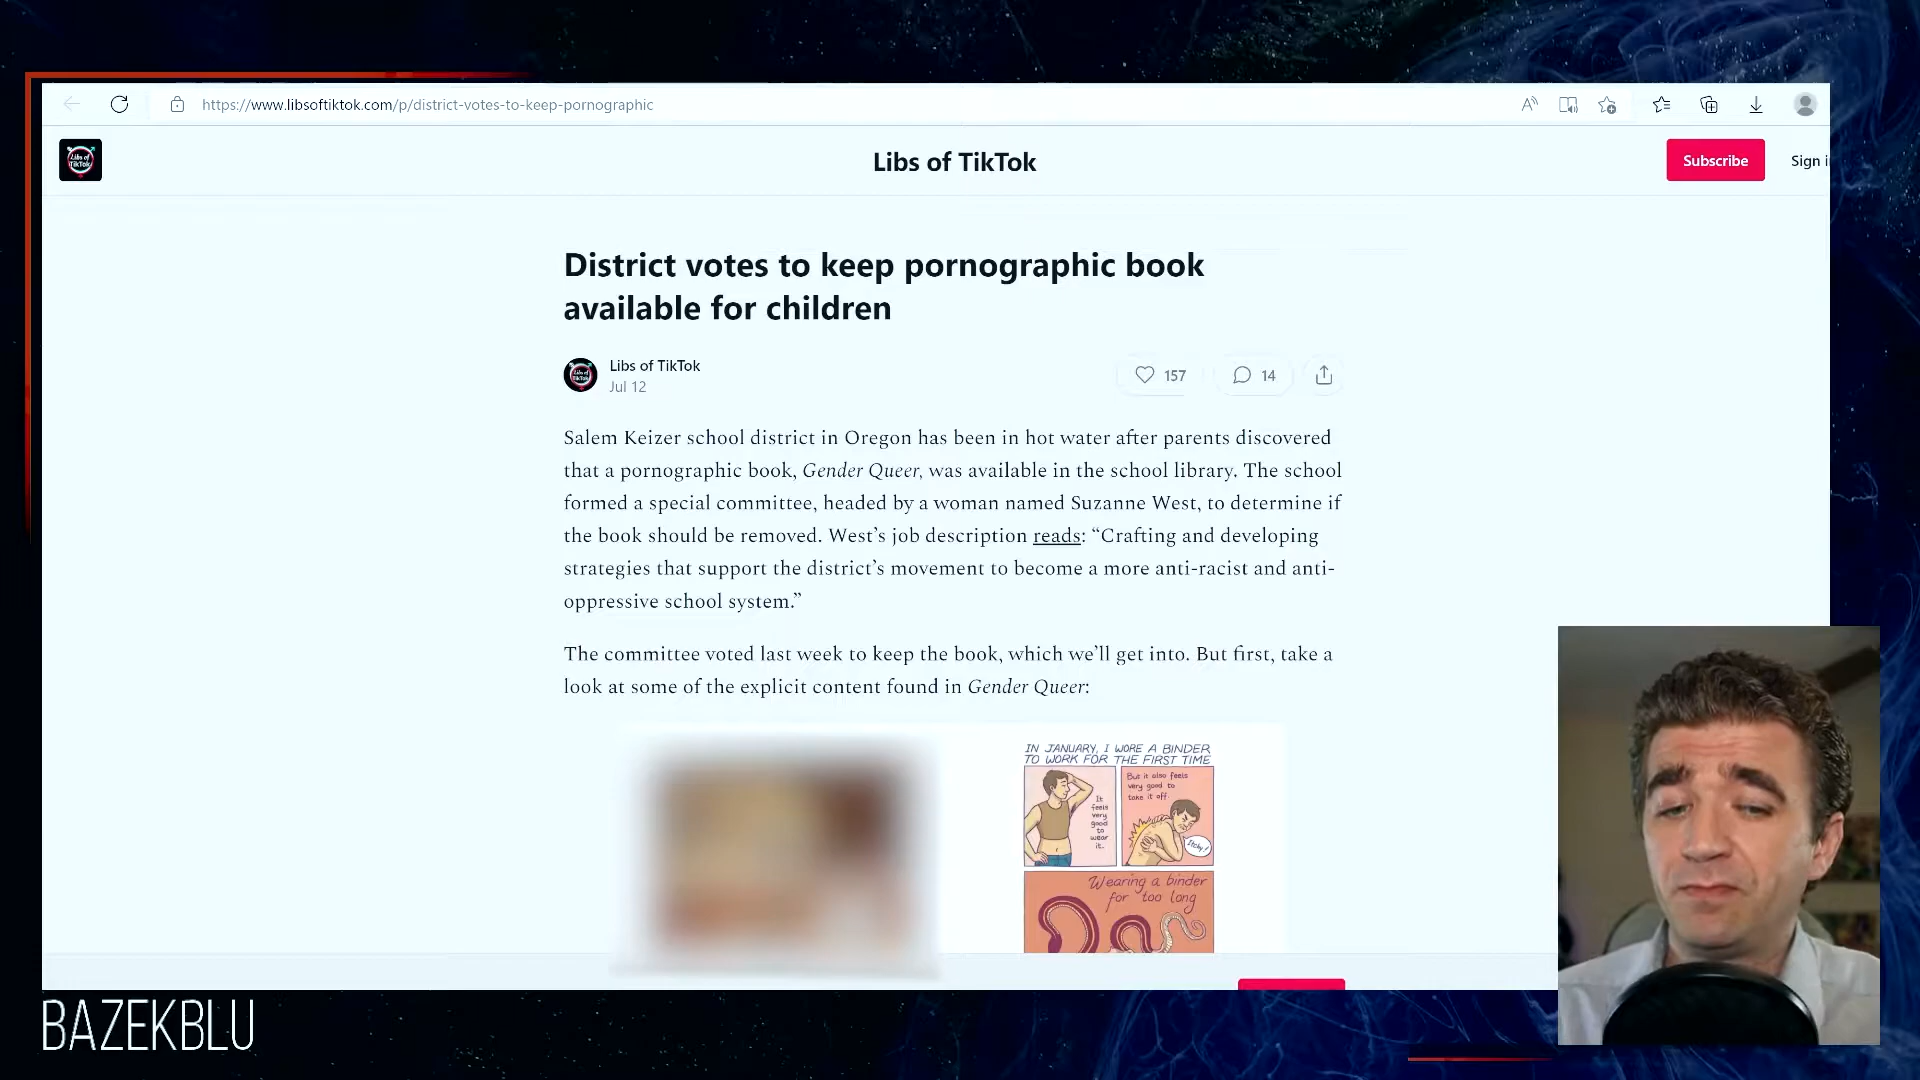 https://www.libsoftiktok.com/p/district-votes-to-keep-pornographic
Libs of TikTok
Libs of TikTok
Subscribe
Sign i
District votes to keep pornographic book
available for children
Libs of TikTok
Libs of TikTok
Jul 12
157
14
Salem Keizer school district in Oregon has been in hot water after parents discovered
that a pornographic book, Gender Queer, was available in the school library. The school
formed a special committee, headed by a woman named Suzanne West, to determine if
the book should be removed. West’s job description reads: “Crafting and developing
strategies that support the district’s movement to become a more anti-racist and anti-
oppressive school system.”
The committee voted last week to keep the book, which we’ll get into. But first, take a
look at some of the explicit content found in Gender Queer:
IN JANUARY, I WORE A BINDER
TO WORK FOR THE FIRST TIME
It
feels
very
good
to
wear
it.
But it also feels
very good to
take it off.
Itchy!
Wearing a binder
for too long
BAZEKBLU